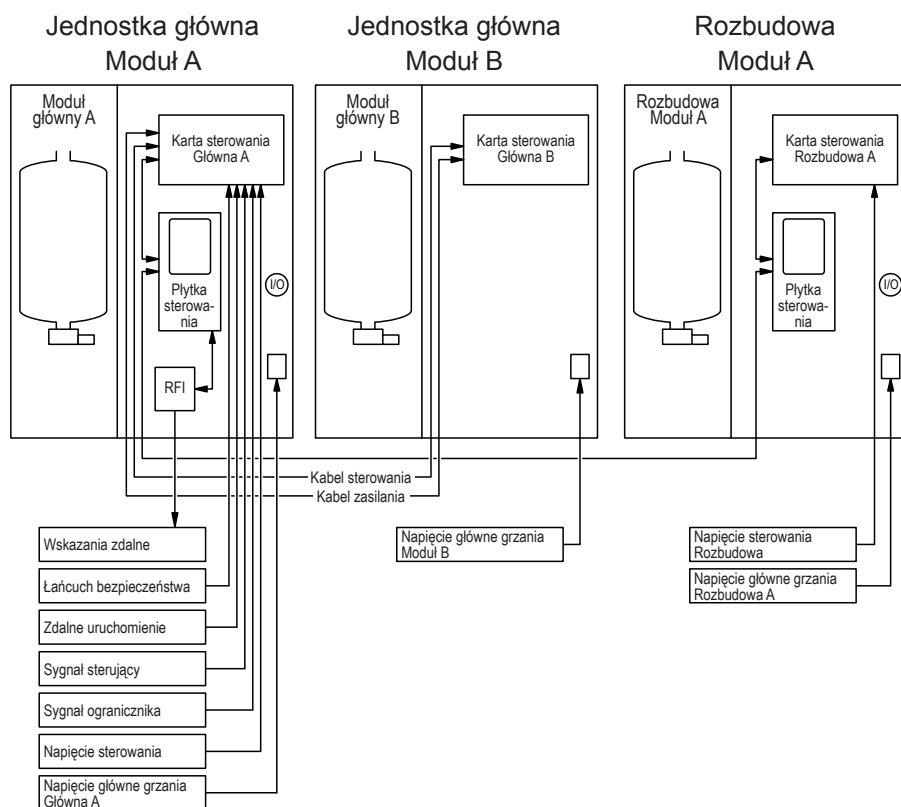 Jednostka główna
Moduł A
Jednostka główna
Moduł B
Rozbudowa
Moduł A
Moduł
główny A
Karta sterowania
Główna A
Płytka
sterowa-
nia
I/O
RFI
Moduł
główny B
Karta sterowania
Główna B
Rozbudowa
Moduł A
Karta sterowania
Rozbudowa A
Płytka
sterowa-
nia
I/O
Kabel sterowania
Kabel zasilania
Wskazania zdalne
Łańcuch bezpieczeństwa
Zdalne uruchomienie
Sygnał sterujący
Sygnał ogranicznika
Napięcie sterowania
Napięcie główne grzania
Główna A
Napięcie główne grzania
Moduł B
Napięcie sterowania
Rozbudowa
Napięcie główne grzania
Rozbudowa A